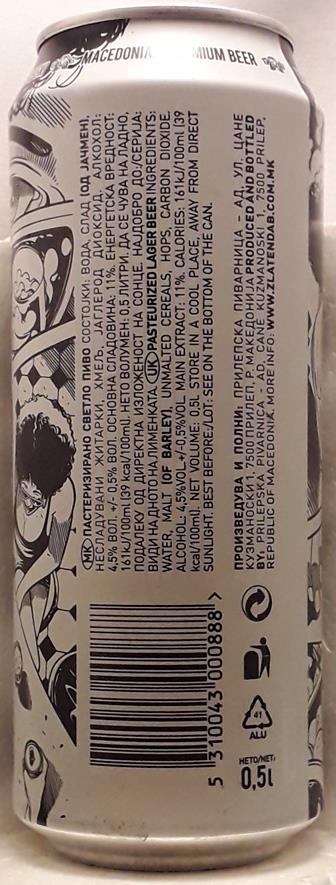 MACEDONIA MIUM BEER
(MK) ПАСТЕРИЗИРАНО СВЕТЛО ПИВО СОСТОЈКИ: ВОДА, СЛАД (ОД ЈАЧМЕН)
НЕСЛАДУВАНИ ЖИТАРКИ, ХМЕЛ, ЈАГЛЕРОД ДИОКСИД. АЛКОХОЛ:
4,5% ВОЛ. +/-0,5% ОСНОВНА СЛАДОВИНА: 11%. ЕНЕРГЕТСКА ВРЕДНОСТ:
161KJ/100ml (39 kcal/100ml). НЕТО ВОЛУМЕН: 0,5 ЛИТРИ. ДА СЕ ЧУВА НА ЛАДНО,
ПОДАЛЕКУ ОД ДИРЕКТНА ИЗЛОЖЕНОСТ НА СОНЦЕ. НАЈДОБРО ДО:/СЕРИЈА:
ВИДИ НА ДНОТО НА ЛИМЕНКАТА. (UK) PASTEURIZED LAGER BEER INGREDIENTS:
WATER, MALT (OF BARLEY), UNMALTED CEREALS, HOPS, CARBON DIOXIDE.
ALCOHOL: 4,5%VOL +/-0,5%VOL. MAIN EXTRACT: 11%. CALORIES: 161KJ/100ml (39
kcal/100ml). NET VOLUME: 0.5L. STORE IN A COOL PLACE, AWAY FROM DIRECT
SUNLIGHT. BEST BEFORE:/LOT: SEE ON THE BOTTOM OF THE CAN.
ПРОИЗВЕДУВА И ПОЛНИ: ПРИЛЕПСКА ПИВАРНИЦА - АД, УЛ. ЦАНЕ
КУЗМАНОСКИ 1, 7500 ПРИЛЕП, Р. МАКЕДОНИЈА PRODUCED AND BOTTLED
BY: PRILEPSKA PIVARNICA - AD, CANE KUZMANOSKI 1, 7500 PRILEP,
REPUBLIC OF MACEDONIA. MORE INFO: WWW.ZLATENDAB.COM.MK
5 310043 000888 >
41
ALU
НЕТО/NET:
0,5L